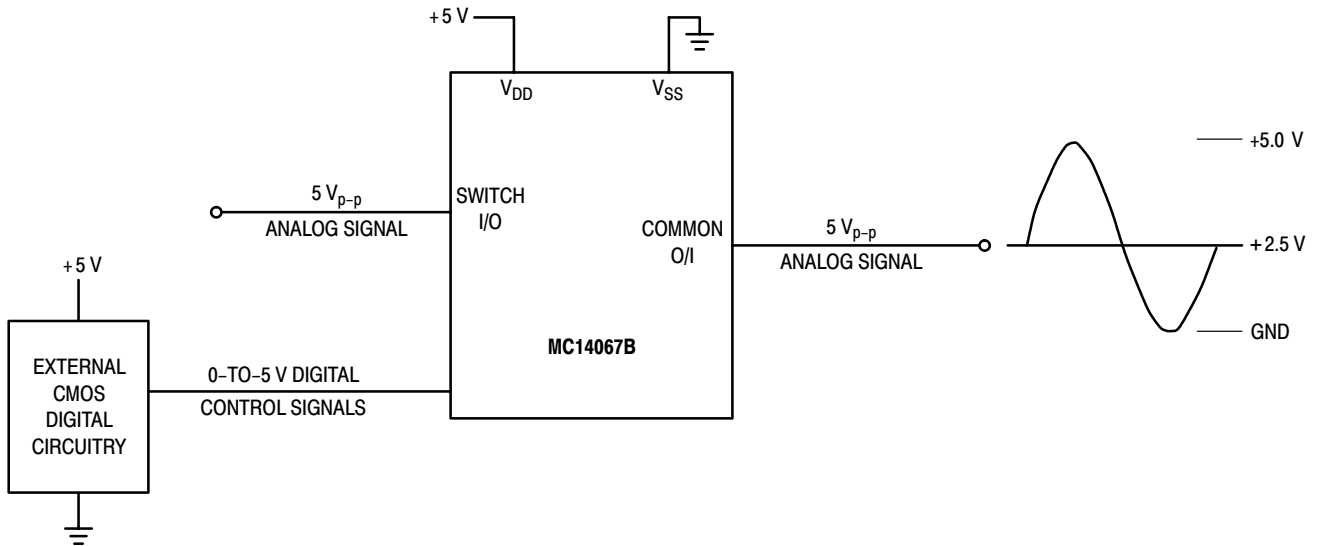 +5 V
V_DD
V_SS
5 V_p–p
ANALOG SIGNAL
SWITCH
I/O
COMMON
O/I
5 V_p–p
ANALOG SIGNAL
+5.0 V
+2.5 V
GND
MC14067B
+5 V
EXTERNAL
CMOS
DIGITAL
CIRCUITRY
0–TO–5 V DIGITAL
CONTROL SIGNALS